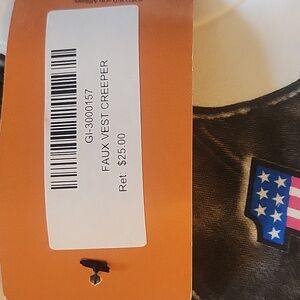 GI-3000157
FAUX VEST CREEPER
Ret $25.00